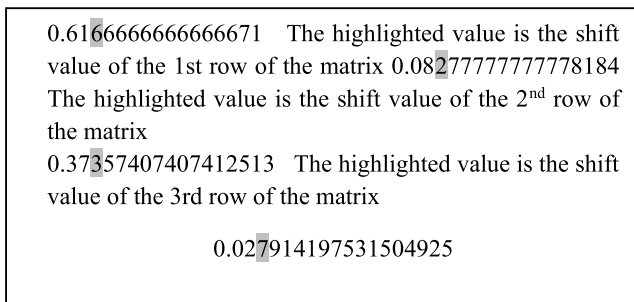 0.6166666666666671 The highlighted value is the shift
value of the 1st row of the matrix 0.08277777777778184
The highlighted value is the shift value of the 2nd row of
the matrix
0.37357407407412513 The highlighted value is the shift
value of the 3rd row of the matrix
0.027914197531504925